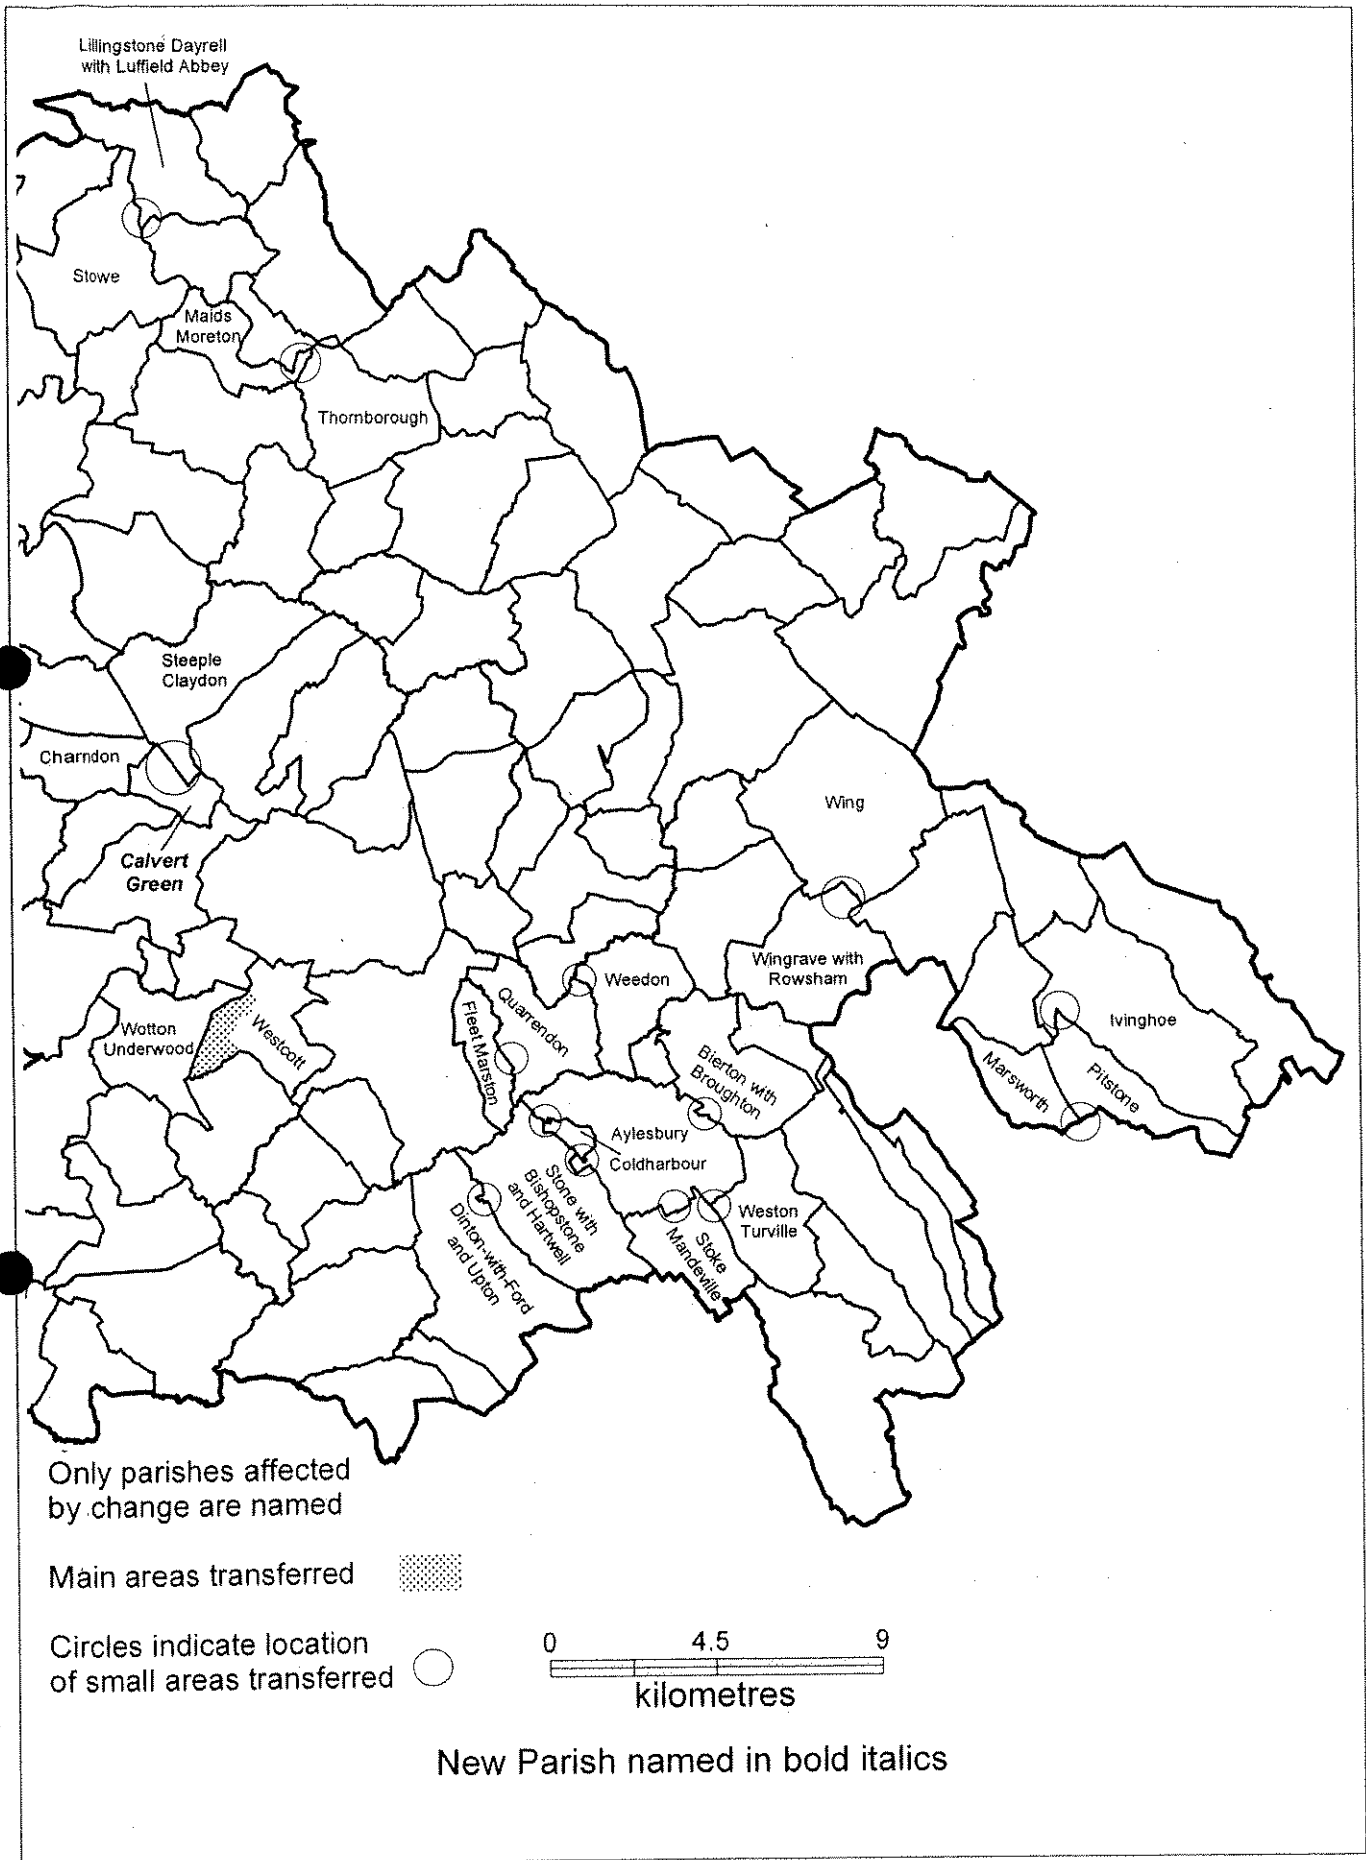 Lillingstone Dayrell
with Luffield Abbey
Stowe
Maids
Moreton
Thornborough
Steeple
Claydon
Charndon
Calvert
Green
Wing
Wingrave with
Rowsham
Weedon
Quarrendon
Fleet Marston
Wotton
Underwood
Westcott
Ivinghoe
Marsworth
Pitstone
Bierton with
Broughton
Aylesbury
Coldharbour
Stone with
Bishopstone
and Hartwell
Dinton-with-Ford
and Upton
Weston
Turville
Stoke
Mandeville
Only parishes affected
by change are named
Main areas transferred
Circles indicate location
of small areas transferred
0 4.5 9
kilometres
New Parish named in bold italics